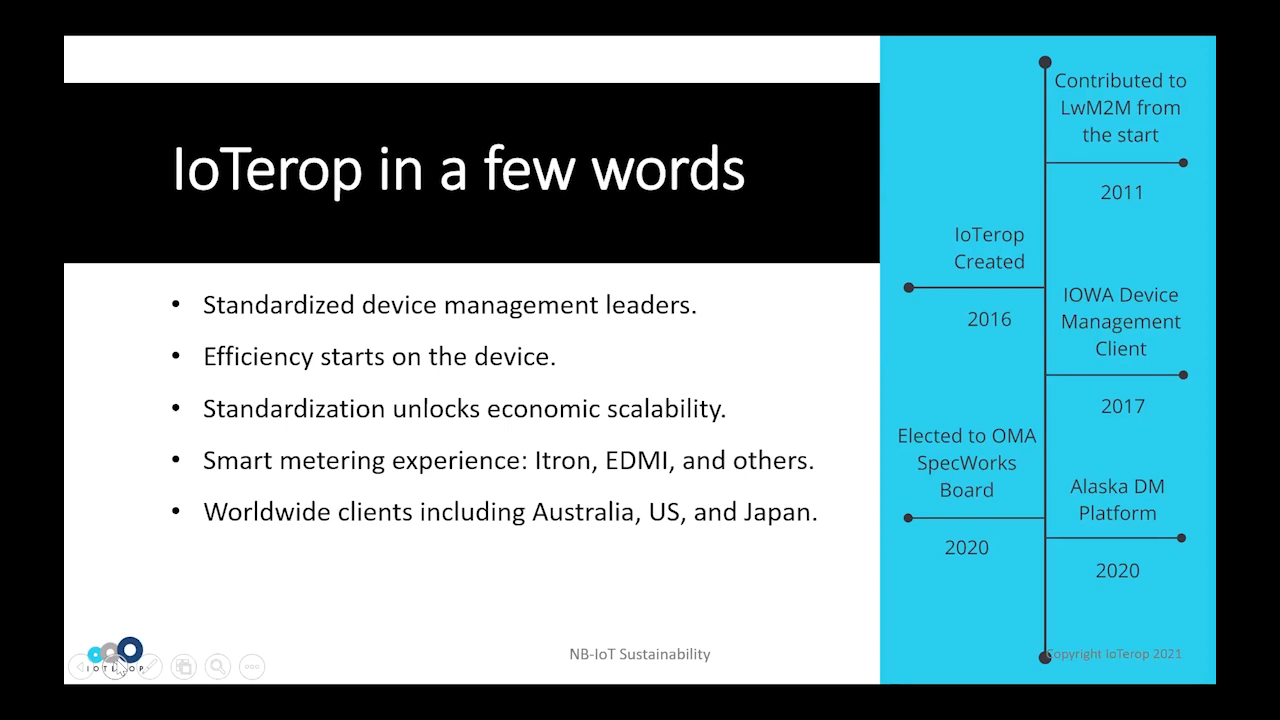 IoTerop in a few words
• Standardized device management leaders.
• Efficiency starts on the device.
• Standardization unlocks economic scalability.
• Smart metering experience: Itron, EDMI, and others.
• Worldwide clients including Australia, US, and Japan.
Contributed to
LwM2M from
the start
2011
IoTerop
Created
2016
IOWA Device
Management
Client
2017
Elected to OMA
SpecWorks
Board
2020
Alaska DM
Platform
2020
IOTEROP
NB-IoT Sustainability
Copyright IoTerop 2021